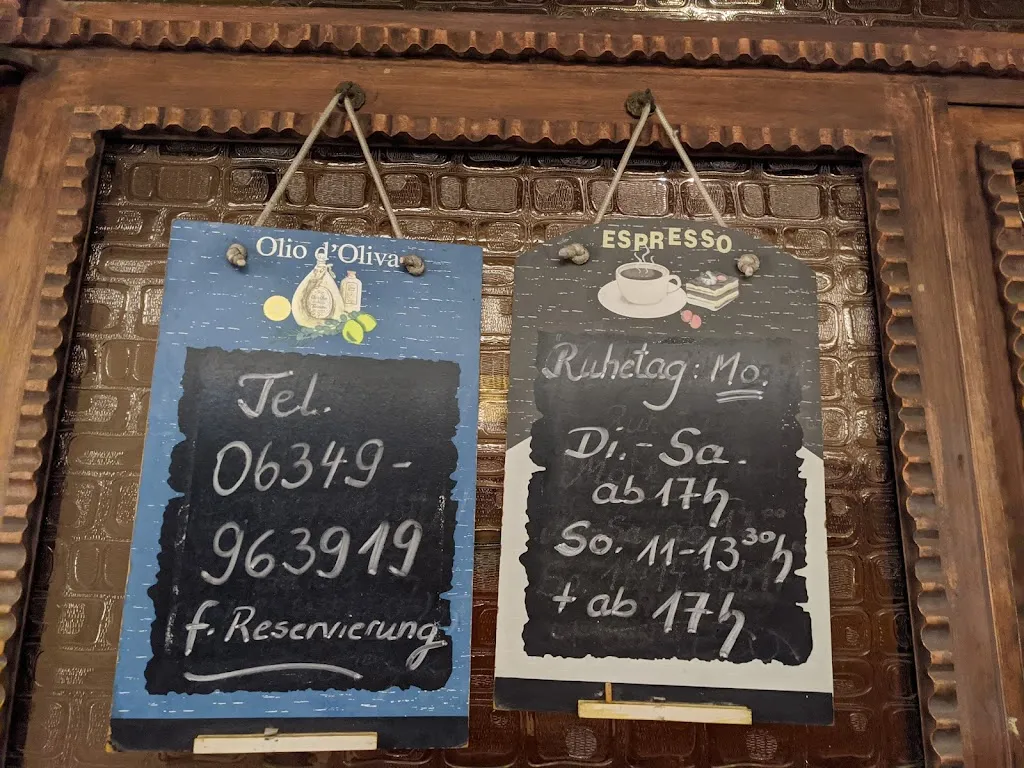 Olio d'Oliva
Tel.
06349-
963919
f. Reservierung
ESPRESSO
Ruhetag: Mo.
Di.- Sa.
ab 17h
So. 11-13³⁰h
+ ab 17h